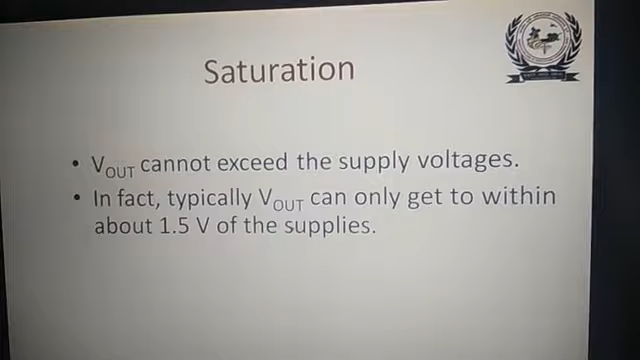 Saturation
• VOUT cannot exceed the supply voltages.
• In fact, typically VOUT can only get to within
about 1.5 V of the supplies.